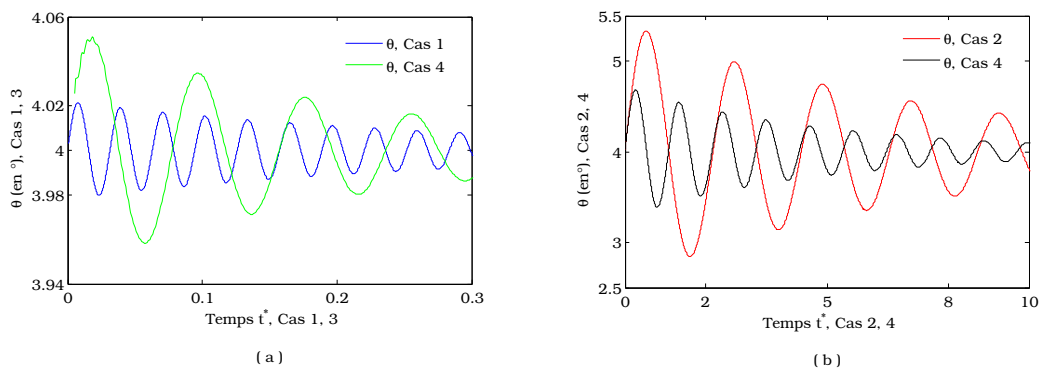 4.06
4.02
4
3.98
3.94
0
0.1
0.2
0.3
θ (en °), Cas 1, 3
Temps t*, Cas 1, 3
θ, Cas 1
θ, Cas 4
( a )
5.5
5
4
3
2.5
0
2
5
8
10
θ (en°), Cas 2, 4
Temps t*, Cas 2, 4
θ, Cas 2
θ, Cas 4
( b )